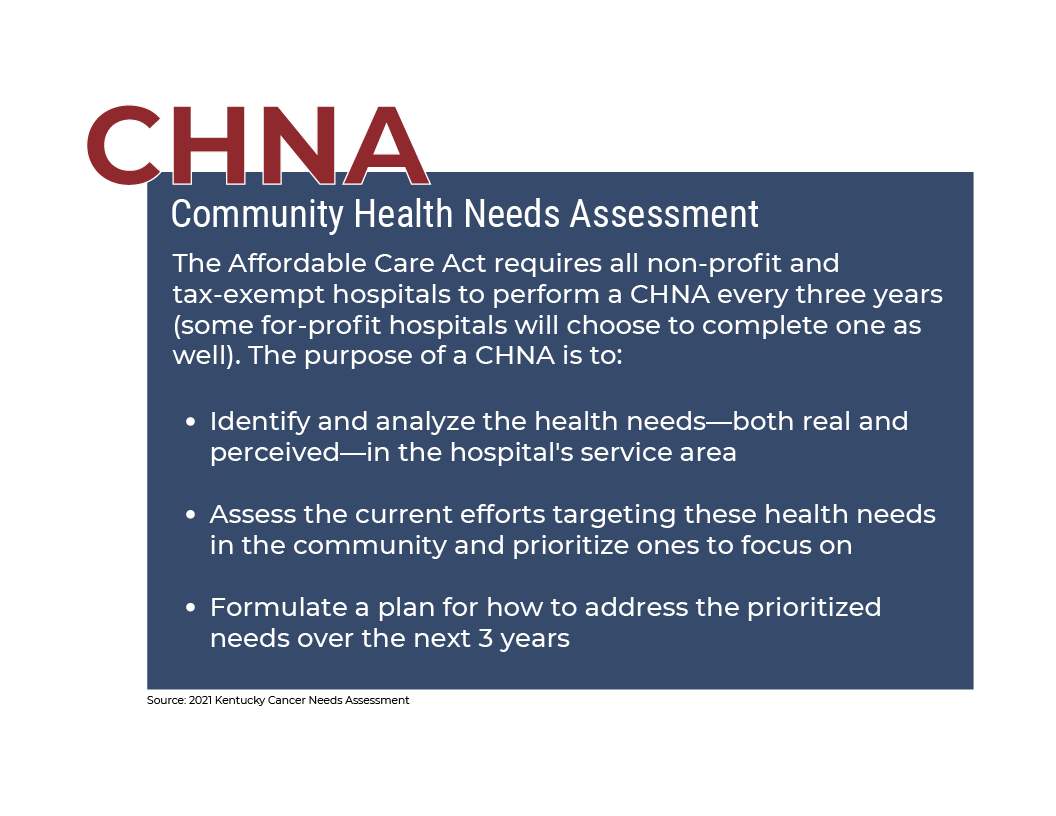 CHNA
Community Health Needs Assessment
The Affordable Care Act requires all non-profit and
tax-exempt hospitals to perform a CHNA every three years
(some for-profit hospitals will choose to complete one as
well). The purpose of a CHNA is to:
• Identify and analyze the health needs—both real and
perceived—in the hospital's service area
• Assess the current efforts targeting these health needs
in the community and prioritize ones to focus on
• Formulate a plan for how to address the prioritized
needs over the next 3 years
Source: 2021 Kentucky Cancer Needs Assessment